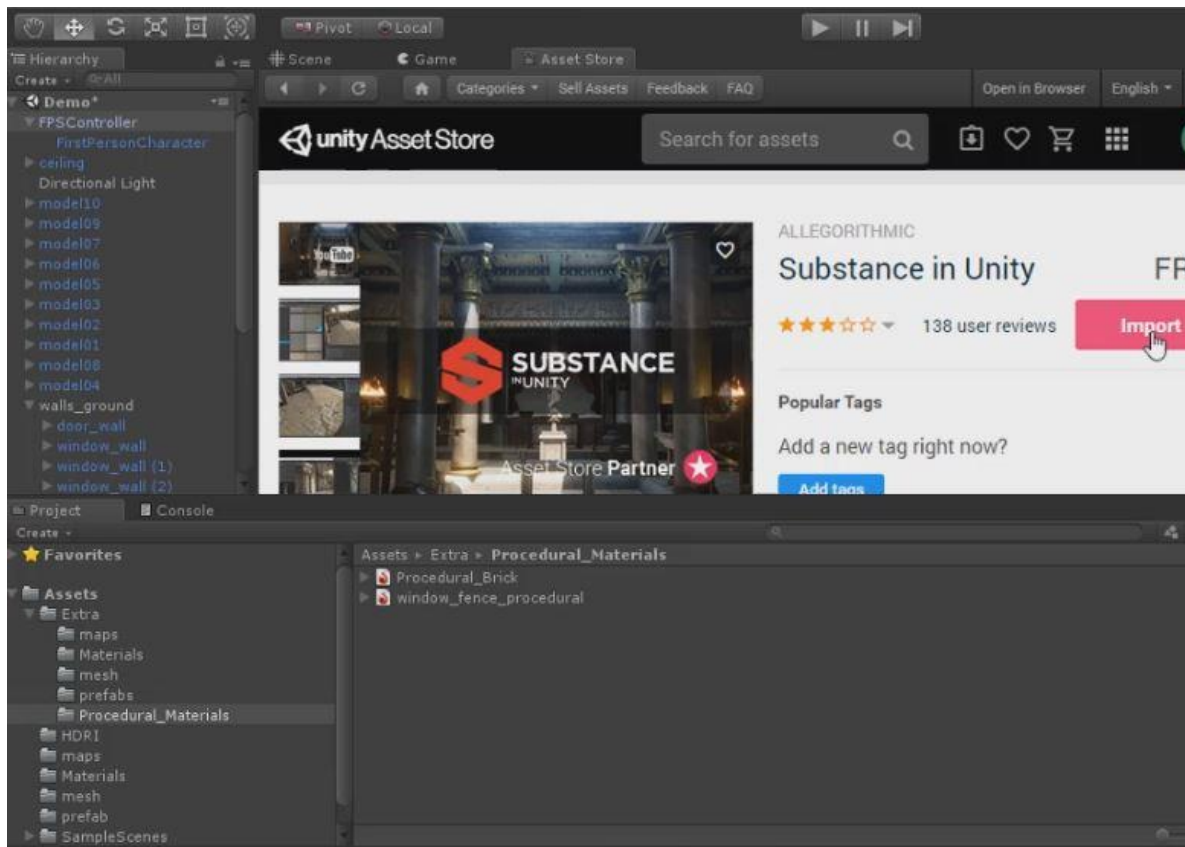 Pivot Local
Hierarchy
Create All
Scene Game Asset Store
Categories Sell Assets Feedback FAQ Open in Browser English
Demo*
FPSController
FirstPersonCharacter
ceiling
Directional Light
model10
model09
model07
model06
model05
model03
model02
model01
model08
model04
walls_ground
door_wall
window_wall
window_wall (1)
window_wall (2)
unity Asset Store Search for assets
YouTube
SUBSTANCE
IN UNITY
Asset Store Partner
ALLEGORITHMIC
Substance in Unity FR
138 user reviews Import
Popular Tags
Add a new tag right now?
Add tags
Project Console
Create
Favorites
Assets
Extra
maps
Materials
mesh
prefabs
Procedural_Materials
HDRI
maps
Materials
mesh
prefab
SampleScenes
Assets Extra Procedural_Materials
Procedural_Brick
window_fence_procedural